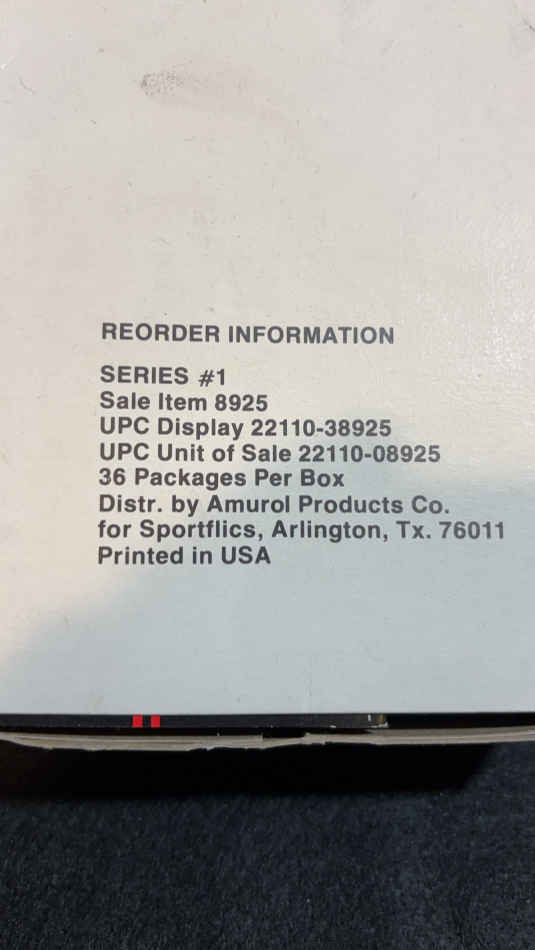 REORDER INFORMATION
SERIES #1
Sale Item 8925
UPC Display 22110-38925
UPC Unit of Sale 22110-08925
36 Packages Per Box
Distr. by Amurol Products Co.
for Sportflics, Arlington, Tx. 76011
Printed in USA